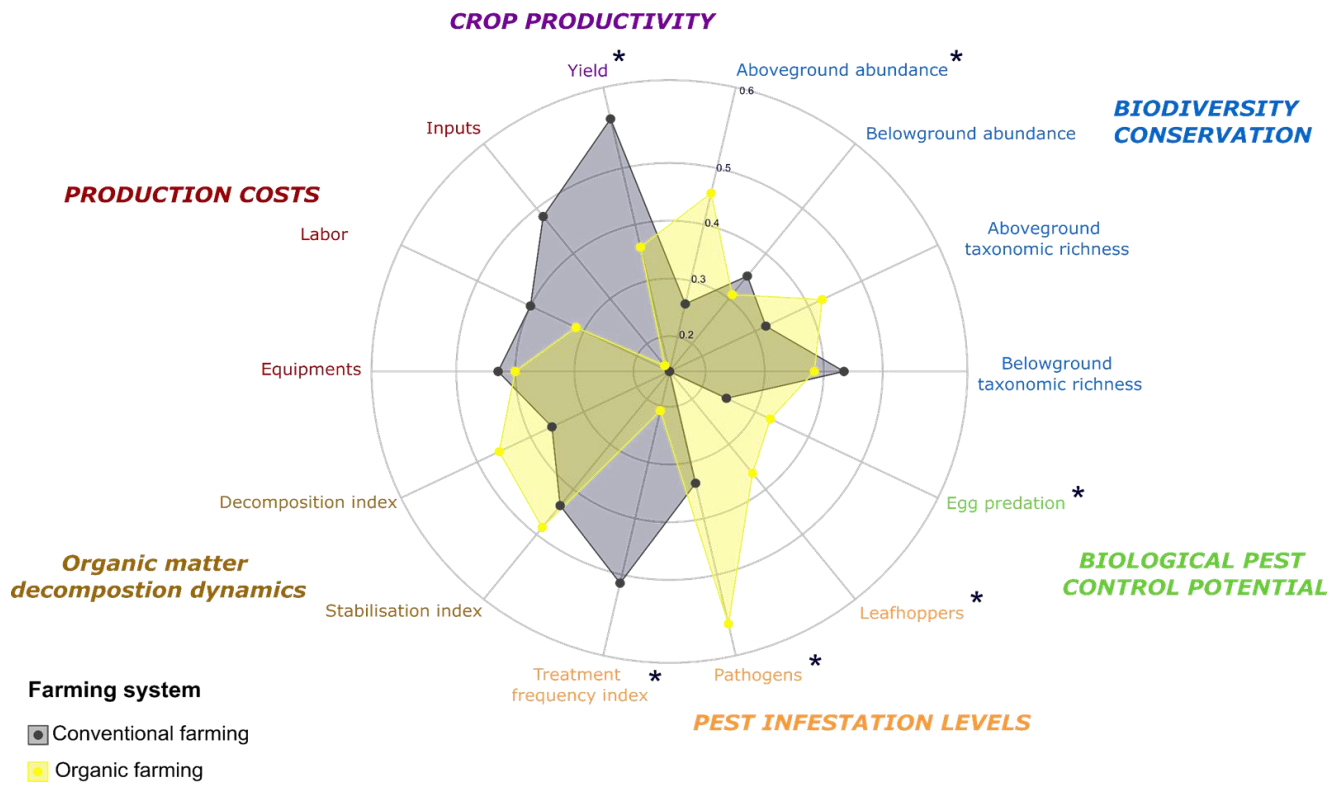 CROP PRODUCTIVITY
Yield *
Aboveground abundance *
0.6
BIODIVERSITY
CONSERVATION
Inputs
Belowground abundance
0.5
PRODUCTION COSTS
Labor
0.4
Aboveground
taxonomic richness
0.3
0.2
Equipments
Belowground
taxonomic richness
Decomposition index
Egg predation *
Organic matter
decompostion dynamics
BIOLOGICAL PEST
CONTROL POTENTIAL
Stabilisation index
Leafhoppers *
Treatment
frequency index *
Pathogens *
PEST INFESTATION LEVELS
Farming system
Conventional farming
Organic farming